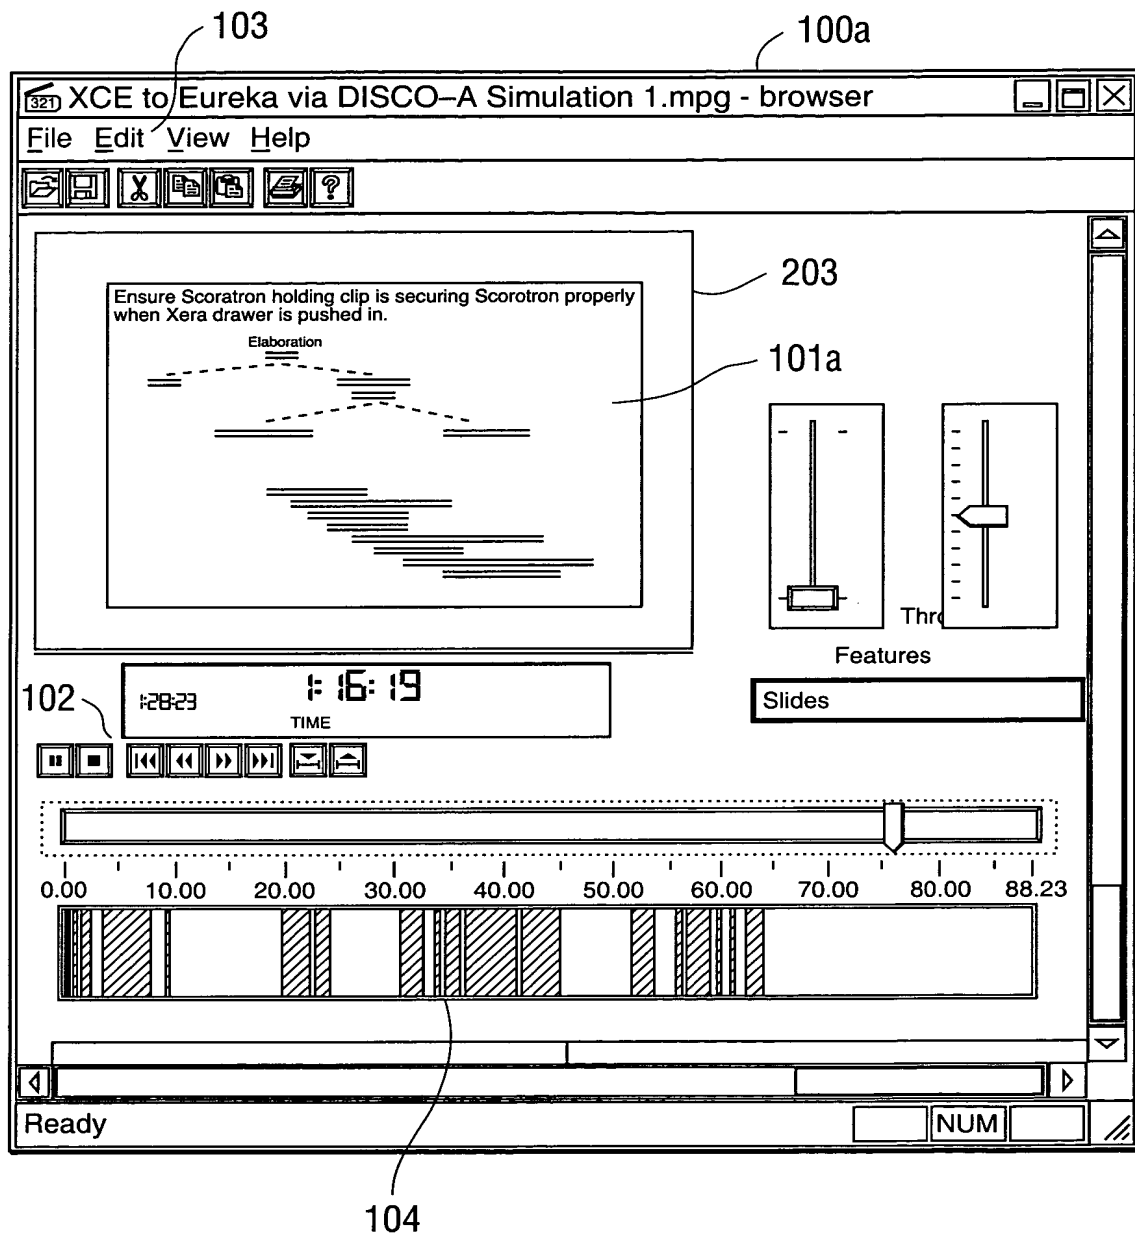 103
100a
321 XCE to Eureka via DISCO–A Simulation 1.mpg - browser
File Edit View Help
?
203
Ensure Scoratron holding clip is securing Scorotron properly
when Xera drawer is pushed in.
Elaboration
101a
Thro
Features
Slides
102
1:28:23
1:16:19
TIME
0.00 10.00 20.00 30.00 40.00 50.00 60.00 70.00 80.00 88.23
Ready
NUM
104